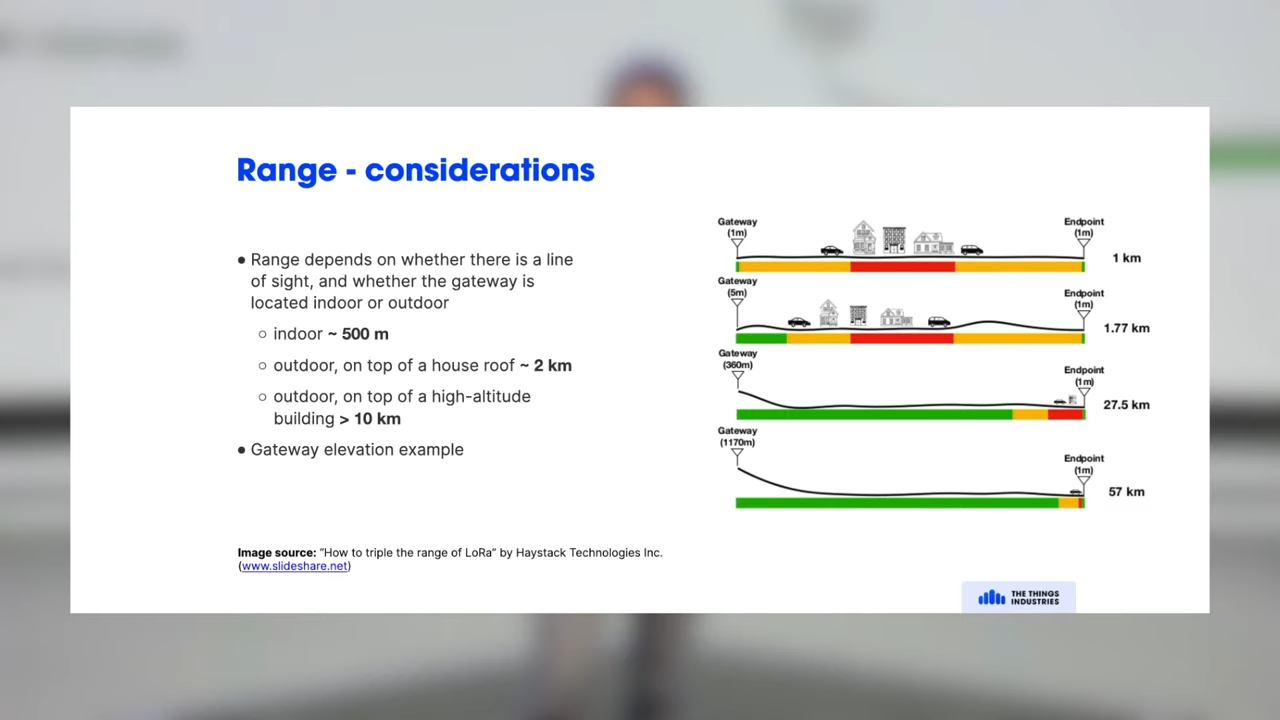 Range - considerations
● Range depends on whether there is a line
of sight, and whether the gateway is
located indoor or outdoor
○ indoor ~ 500 m
○ outdoor, on top of a house roof ~ 2 km
○ outdoor, on top of a high-altitude
building > 10 km
● Gateway elevation example
Image source: "How to triple the range of LoRa" by Haystack Technologies Inc.
(www.slideshare.net)
Gateway
(1m)
Endpoint
(1m)
1 km
Gateway
(5m)
Endpoint
(1m)
1.77 km
Gateway
(360m)
Endpoint
(1m)
27.5 km
Gateway
(1170m)
Endpoint
(1m)
57 km
THE THINGS
INDUSTRIES